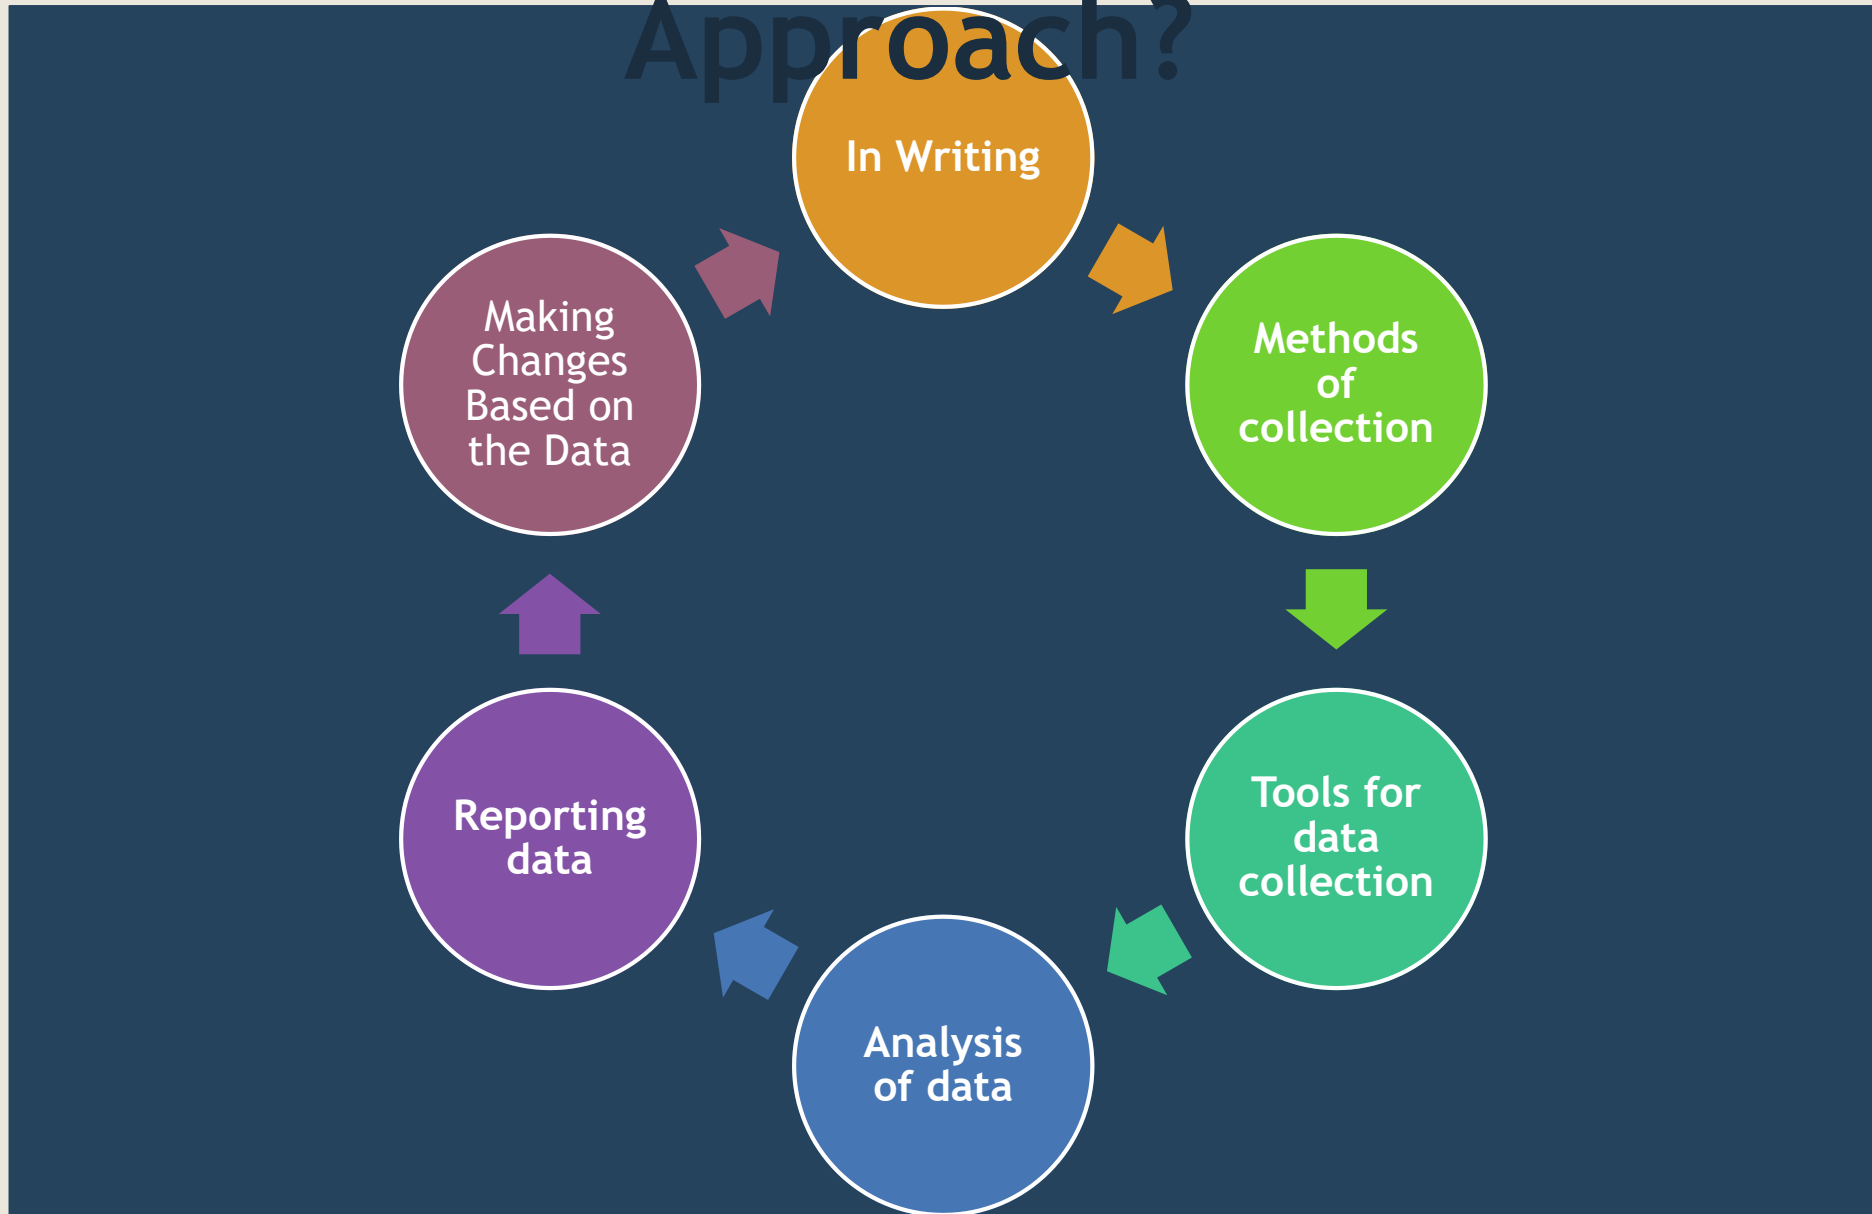 Approach?
In Writing
Methods
of
collection
Tools for
data
collection
Analysis
of data
Reporting
data
Making
Changes
Based on
the Data